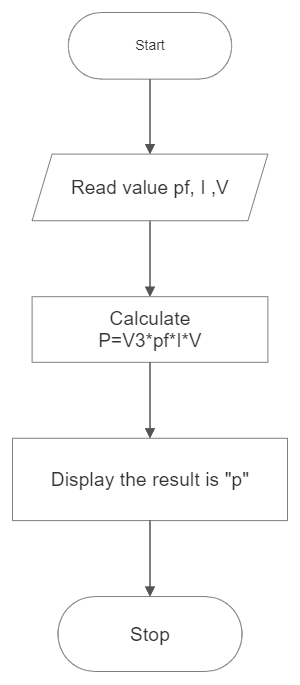 Start
Read value pf, I ,V
Calculate
P=V3*pf*I*V
Display the result is "p"
Stop